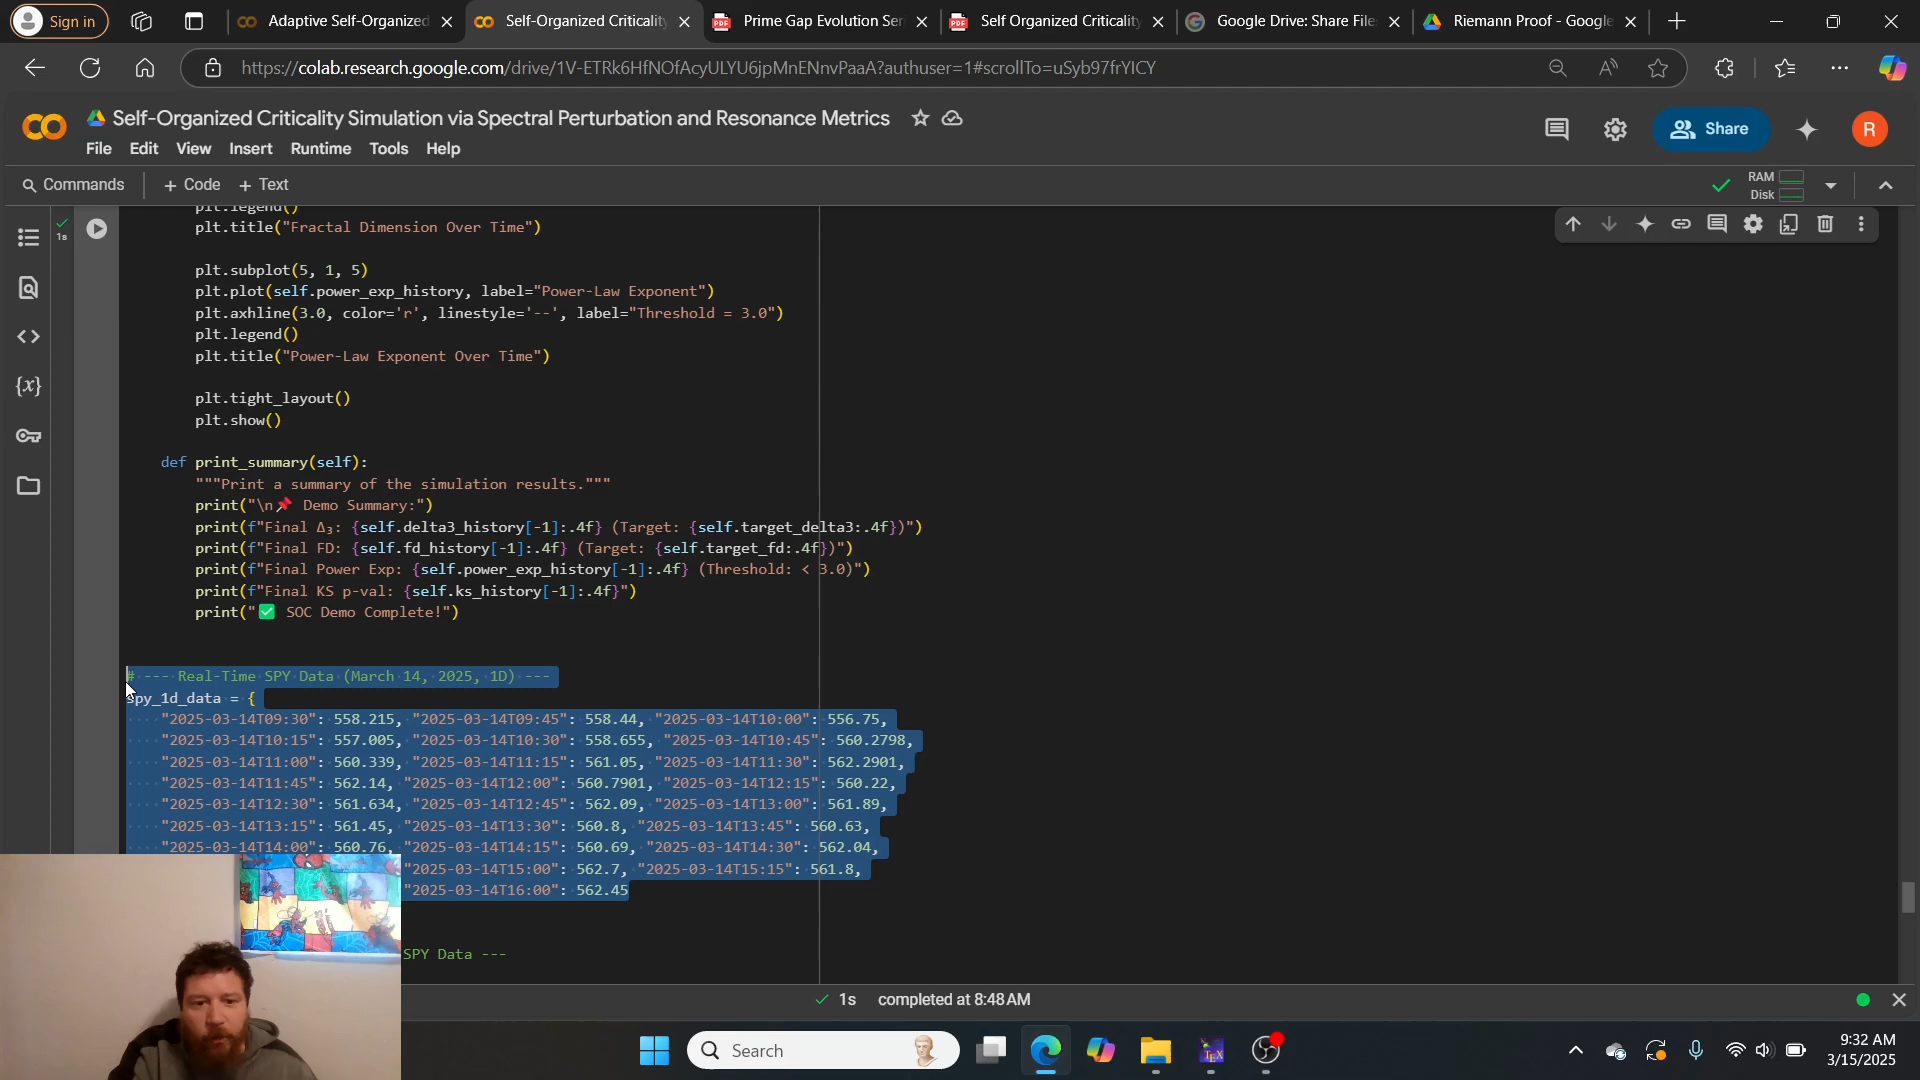 Sign in
Adaptive Self-Organized
Self-Organized Criticality
Prime Gap Evolution Ser
Self Organized Criticality
Google Drive: Share File
Riemann Proof - Google
https://colab.research.google.com/drive/1V-ETRk6HfNOfAcyULYU6jpMnENnvPaaA?authuser=1#scrollTo=uSyb97frYICY
Self-Organized Criticality Simulation via Spectral Perturbation and Resonance Metrics
File Edit View Insert Runtime Tools Help
Share
R
Commands + Code + Text
RAM
Disk
1s
plt.legend()
plt.title("Fractal Dimension Over Time")
plt.subplot(5, 1, 5)
plt.plot(self.power_exp_history, label="Power-Law Exponent")
plt.axhline(3.0, color='r', linestyle='--', label="Threshold = 3.0")
plt.legend()
plt.title("Power-Law Exponent Over Time")
plt.tight_layout()
plt.show()
def print_summary(self):
"""Print a summary of the simulation results."""
print("\n📌 Demo Summary:")
print(f"Final Δ₃: {self.delta3_history[-1]:.4f} (Target: {self.target_delta3:.4f})")
print(f"Final FD: {self.fd_history[-1]:.4f} (Target: {self.target_fd:.4f})")
print(f"Final Power Exp: {self.power_exp_history[-1]:.4f} (Threshold: < 3.0)")
print(f"Final KS p-val: {self.ks_history[-1]:.4f}")
print("✅ SOC Demo Complete!")
# --- Real-Time SPY Data (March 14, 2025, 1D) ---
spy_1d_data = {
"2025-03-14T09:30": 558.215, "2025-03-14T09:45": 558.44, "2025-03-14T10:00": 556.75,
"2025-03-14T10:15": 557.005, "2025-03-14T10:30": 558.655, "2025-03-14T10:45": 560.2798,
"2025-03-14T11:00": 560.339, "2025-03-14T11:15": 561.05, "2025-03-14T11:30": 562.2901,
"2025-03-14T11:45": 562.14, "2025-03-14T12:00": 560.7901, "2025-03-14T12:15": 560.22,
"2025-03-14T12:30": 561.634, "2025-03-14T12:45": 562.09, "2025-03-14T13:00": 561.89,
"2025-03-14T13:15": 561.45, "2025-03-14T13:30": 560.8, "2025-03-14T13:45": 560.63,
"2025-03-14T14:00": 560.76, "2025-03-14T14:15": 560.69, "2025-03-14T14:30": 562.04,
"2025-03-14T15:00": 562.7, "2025-03-14T15:15": 561.8,
"2025-03-14T16:00": 562.45
SPY Data ---
1s completed at 8:48 AM
Search
9:32 AM
3/15/2025